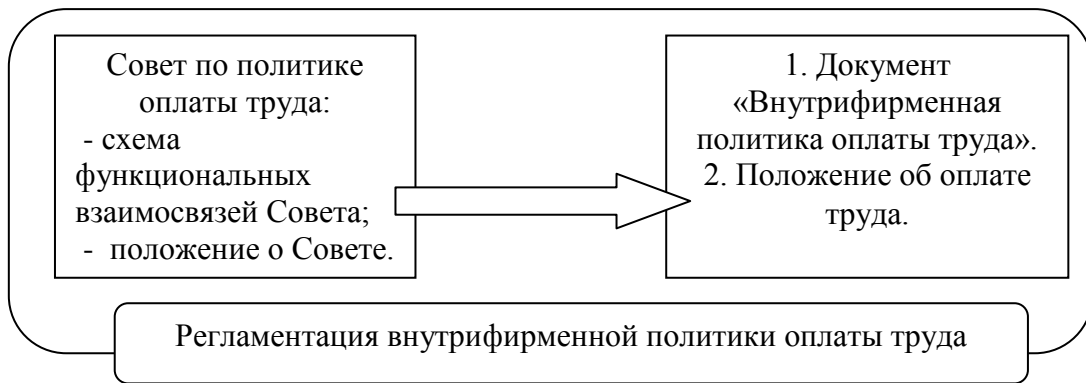 Совет по политике
оплаты труда:
- схема
функциональных
взаимосвязей Совета;
- положение о Совете.
1. Документ
«Внутрифирменная
политика оплаты труда».
2. Положение об оплате
труда.
Регламентация внутрифирменной политики оплаты труда